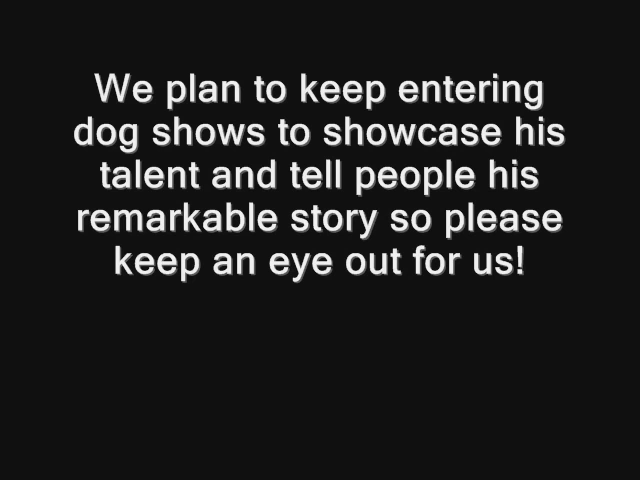 We plan to keep entering
dog shows to showcase his
talent and tell people his
remarkable story so please
keep an eye out for us!